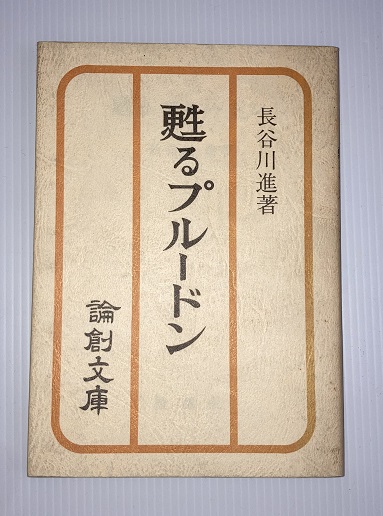 長谷川進著
甦るプルードン
論創文庫